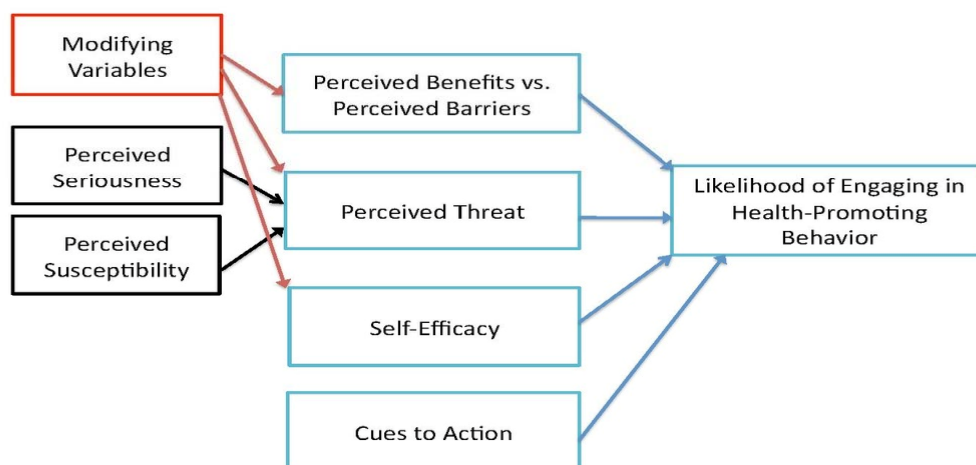 Modifying
Variables
Perceived
Seriousness
Perceived
Susceptibility
Perceived Benefits vs.
Perceived Barriers
Perceived Threat
Self-Efficacy
Cues to Action
Likelihood of Engaging in
Health-Promoting
Behavior